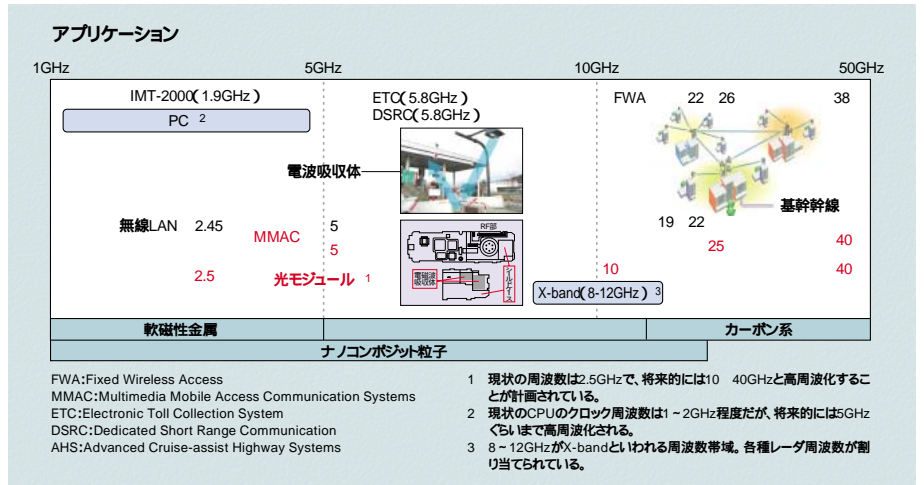 アプリケーション
1GHz 5GHz 10GHz 50GHz
IMT-2000(1.9GHz)
PC 2
ETC(5.8GHz)
DSRC(5.8GHz)
FWA 22 26 38
電波吸収体
基幹幹線
無線LAN 2.45 5 19 22
MMAC 5 25 40
2.5 光モジュール 1 10 40
RF部
電磁波
吸収体
シールドケース
X-band(8-12GHz) 3
軟磁性金属 カーボン系
ナノコンポジット粒子
FWA:Fixed Wireless Access
MMAC:Multimedia Mobile Access Communication Systems
ETC:Electronic Toll Collection System
DSRC:Dedicated Short Range Communication
AHS:Advanced Cruise-assist Highway Systems
1 現状の周波数は2.5GHzで、将来的には10 40GHzと高周波化するこ
とが計画されている。
2 現状のCPUのクロック周波数は1~2GHz程度だが、将来的には5GHz
ぐらいまで高周波化される。
3 8~12GHzがX-bandといわれる周波数帯域。各種レーダ周波数が割
り当てられている。